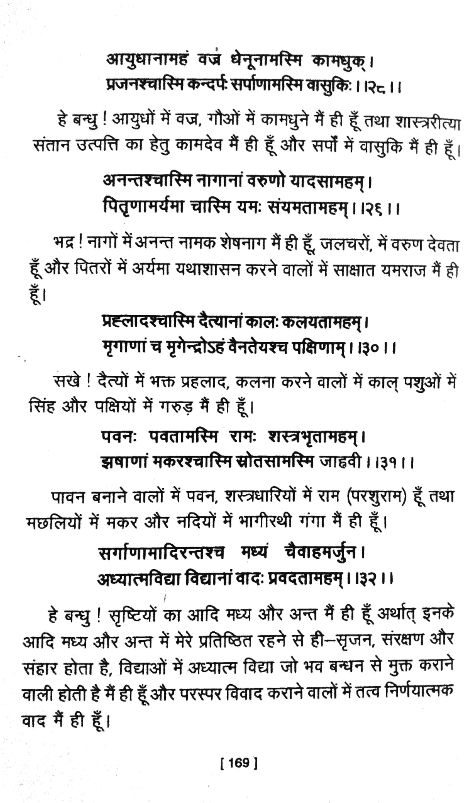 आयुधानामहं वज्रं धेनूनामस्मि कामधुक्।
प्रजनश्चास्मि कन्दर्पः सर्पाणामस्मि वासुकिः।।२८।।
हे बन्धु ! आयुधों में वज्र, गौओं में कामधुने मैं ही हूँ तथा शास्त्ररीत्या
संतान उत्पत्ति का हेतु कामदेव मैं ही हूँ और सर्पों में वासुकि मैं ही हूँ।
अनन्तश्चास्मि नागानां वरुणो यादसामहम्।
पितृणामर्यमा चास्मि यमः संयमतामहम्।।२६।।
भद्र ! नागों में अनन्त नामक शेषनाग मैं ही हूँ, जलचरों, में वरुण देवता
हूँ और पितरों में अर्यमा यथाशासन करने वालों में साक्षात यमराज मैं ही
हूँ।
प्रह्लादश्चास्मि दैत्यानां कालः कलयतामहम्।
मृगाणां च मृगेन्द्रोऽहं वैनतेयश्च पक्षिणाम्।।३०।।
सखे ! दैत्यों में भक्त प्रहलाद, कलना करने वालों में काल् पशुओं में
सिंह और पक्षियों में गरुड़ मैं ही हूँ।
पवनः पवतामस्मि रामः शस्त्रभृतामहम्।
झषाणां मकरश्चास्मि स्रोतसामस्मि जाह्नवी।।३१।।
पावन बनाने वालों में पवन, शस्त्रधारियों में राम (परशुराम) हूँ तथा
मछलियों में मकर और नदियों में भागीरथी गंगा मैं ही हूँ।
सर्गाणामादिरन्तश्च मध्यं चैवाहमर्जुन।
अध्यात्मविद्या विद्यानां वादः प्रवदतामहम्।।३२।।
हे बन्धु ! सृष्टियों का आदि मध्य और अन्त मैं ही हूँ अर्थात् इनके
आदि मध्य और अन्त में मेरे प्रतिष्ठित रहने से ही–सृजन, संरक्षण और
संहार होता है, विद्याओं में अध्यात्म विद्या जो भव बन्धन से मुक्त कराने
वाली होती है मैं ही हूँ और परस्पर विवाद कराने वालों में तत्व निर्णयात्मक
वाद मैं ही हूँ।
[ 169 ]